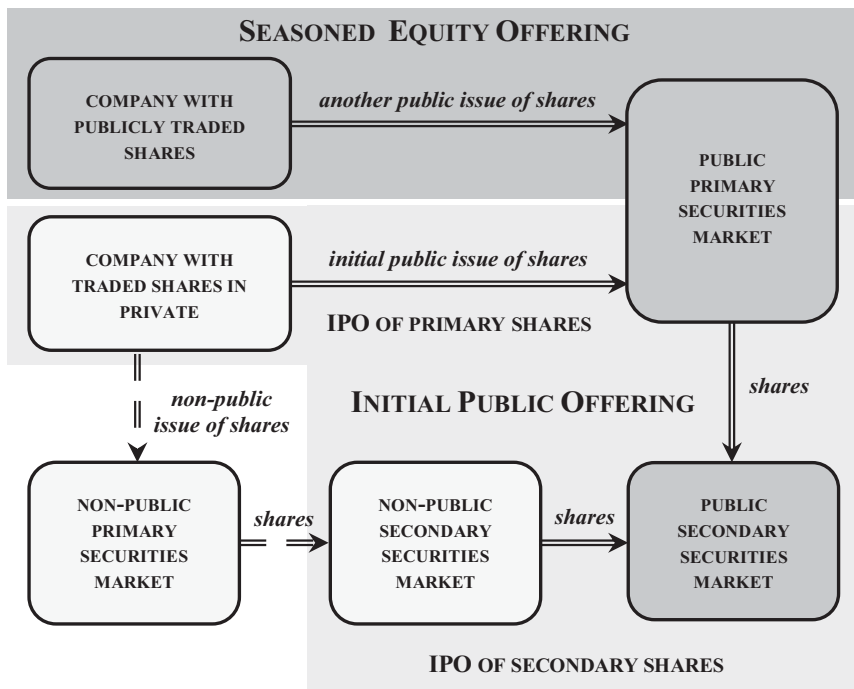 SEASONED EQUITY OFFERING
COMPANY WITH
PUBLICLY TRADED
SHARES
another public issue of shares
PUBLIC
PRIMARY
SECURITIES
MARKET
COMPANY WITH
TRADED SHARES IN
PRIVATE
initial public issue of shares
IPO OF PRIMARY SHARES
non-public
issue of shares
INITIAL PUBLIC OFFERING
shares
NON-PUBLIC
PRIMARY
SECURITIES
MARKET
shares
NON-PUBLIC
SECONDARY
SECURITIES
MARKET
shares
PUBLIC
SECONDARY
SECURITIES
MARKET
IPO OF SECONDARY SHARES